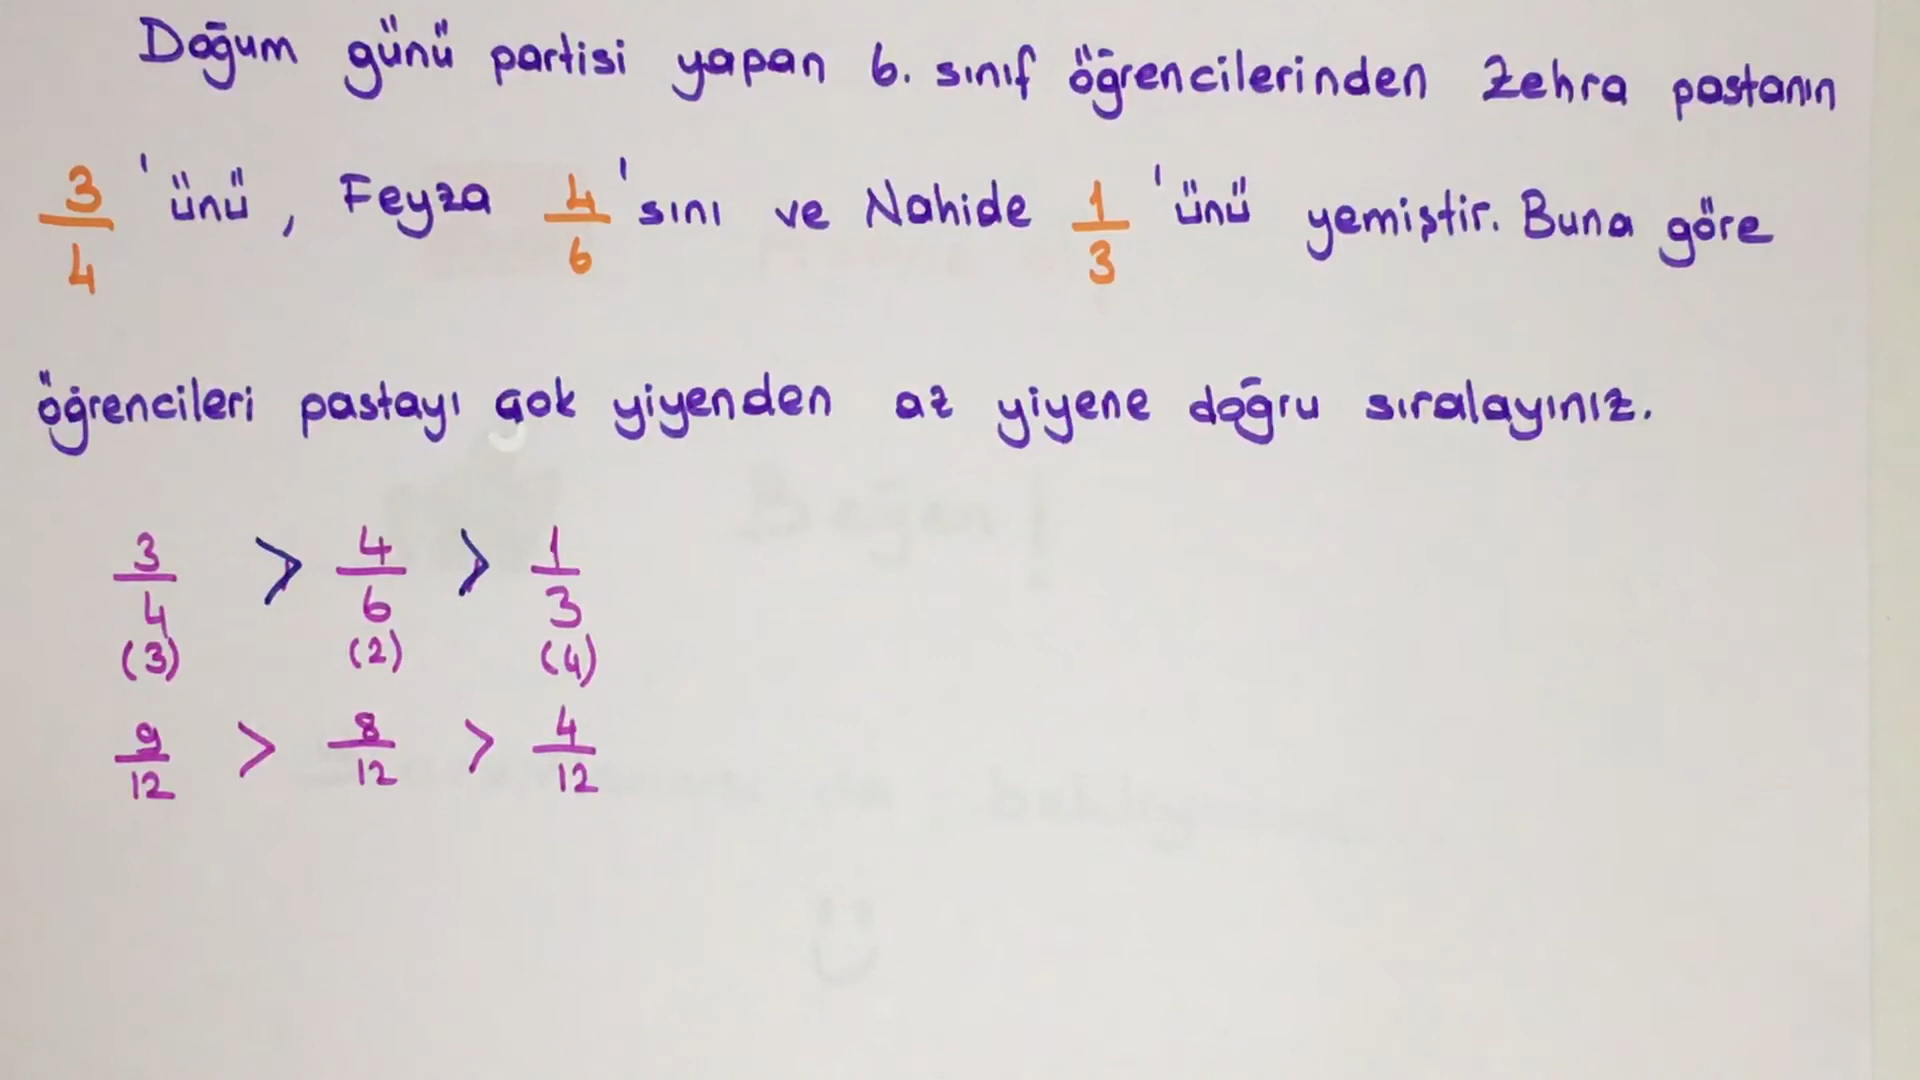 Doğum günü partisi yapan 6. sınıf öğrencilerinden Zehra pastanın
3/4 'ünü, Feyza 4/6 'sını ve Nahide 1/3 'ünü yemiştir. Buna göre
öğrencileri pastayı çok yiyenden az yiyene doğru sıralayınız.
3/4 > 4/6 > 1/3
(3) (2) (4)
9/12 > 8/12 > 4/12